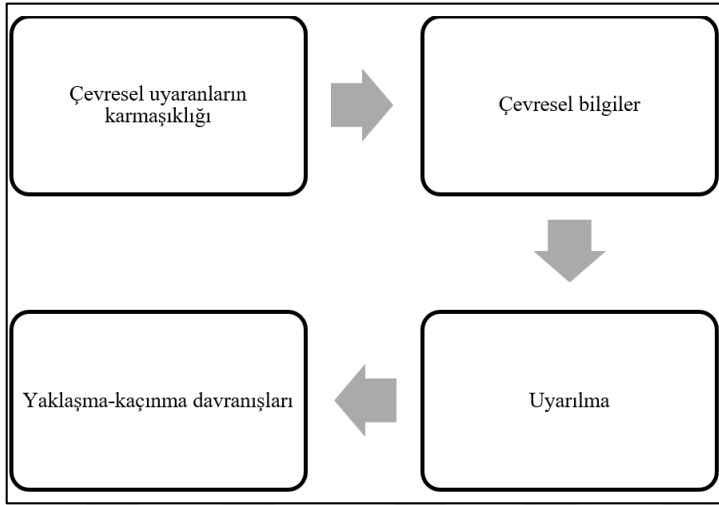 Çevresel uyaranların
karmaşıklığı
Çevresel bilgiler
Uyarılma
Yaklaşma-kaçınma davranışları